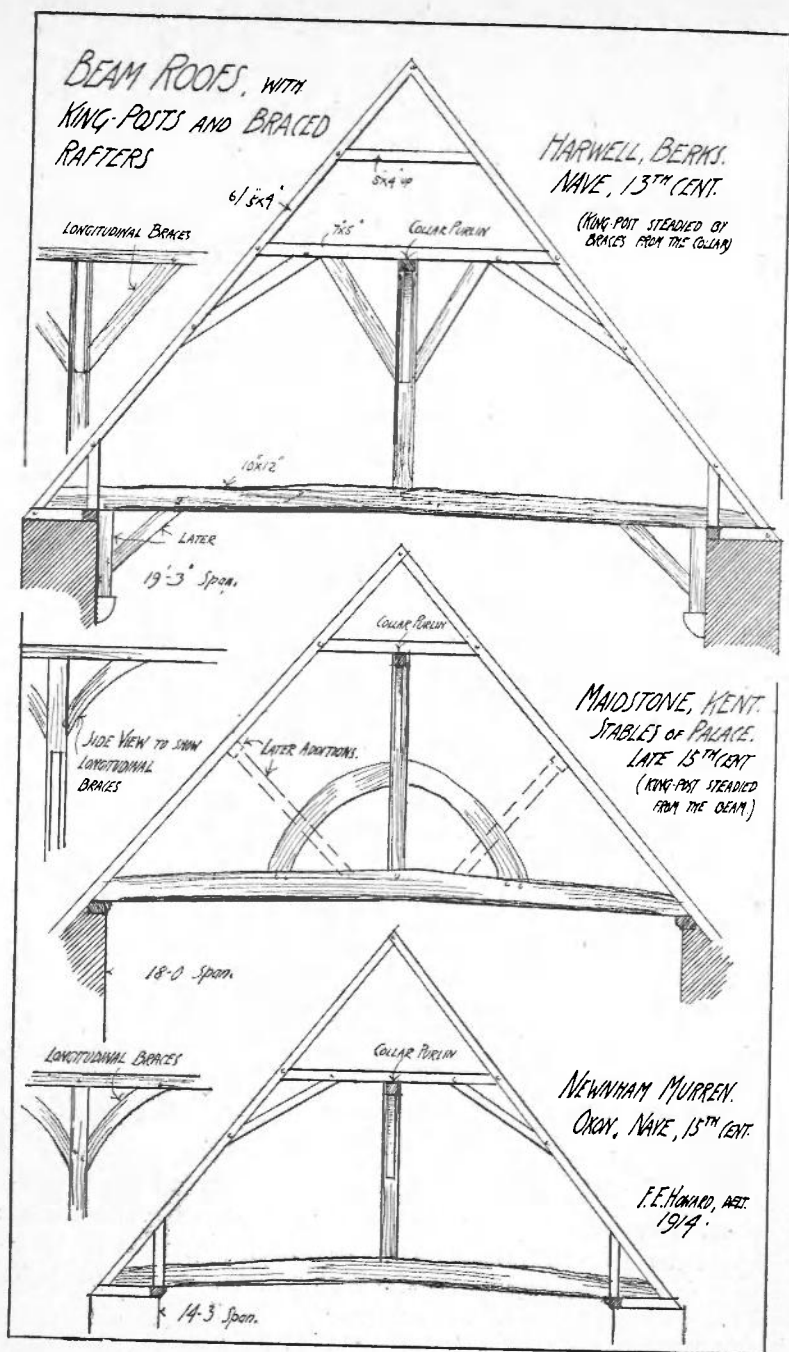 BEAM ROOFS, WITH
KING-POSTS AND BRACED
RAFTERS
HARWELL, BERKS.
NAVE, 13TH CENT.
(KING-POST STEADIED BY
BRACES FROM THE COLLAR)
5"x4"
5"x4"
7"x5"
COLLAR PURLIN
LONGITUDINAL BRACES
10"x12"
LATER
19'-3" Span.
COLLAR PURLIN
MAIDSTONE, KENT.
STABLES OF PALACE.
LATE 15TH CENT
(KING-POST STEADIED
FROM THE BEAM)
LATER ADDITIONS.
SIDE VIEW TO SHOW
LONGITUDINAL
BRACES
18-0 Span.
LONGITUDINAL BRACES
COLLAR PURLIN
NEWNHAM MURREN.
OXON, NAVE, 15TH CENT.
F.E. HOWARD, DELT.
1914.
14-3 Span.